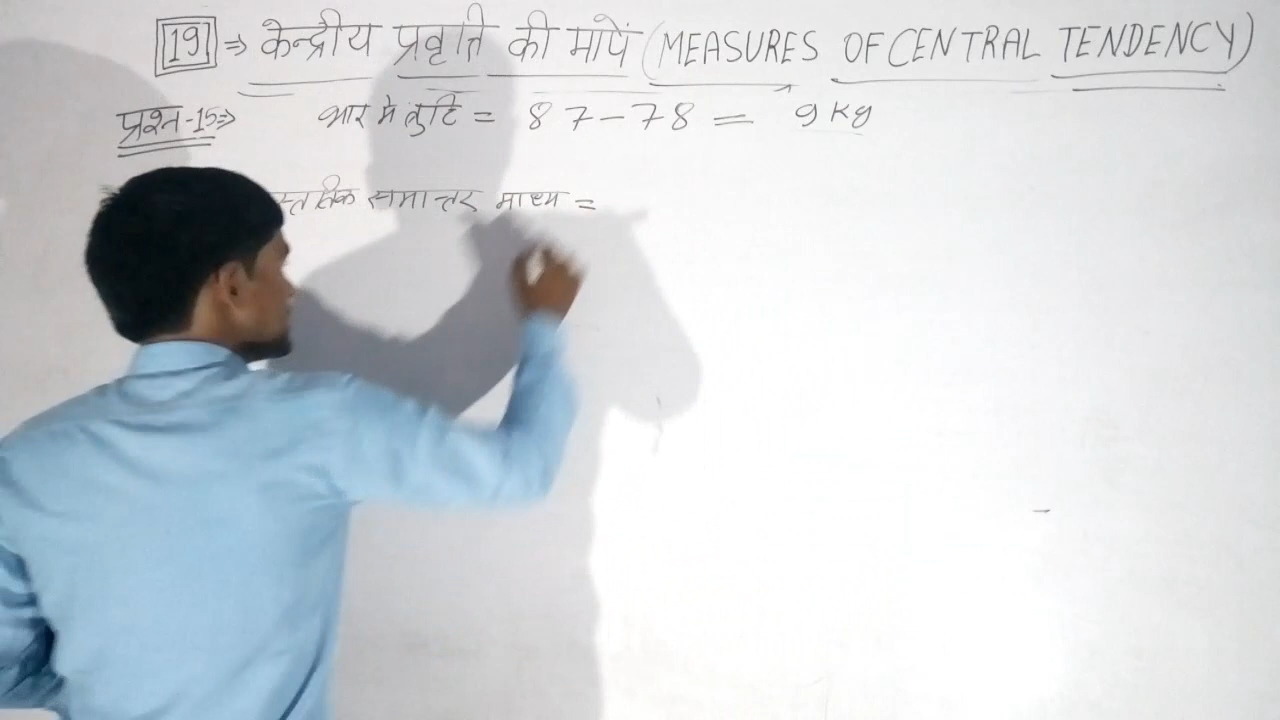 19 ⇒ केन्द्रीय प्रवृत्ति की मापें (MEASURES OF CENTRAL TENDENCY)
प्रश्न-15⇒ भार मे त्रुटि = 87-78 = 9 kg
समान्तर माध्य =